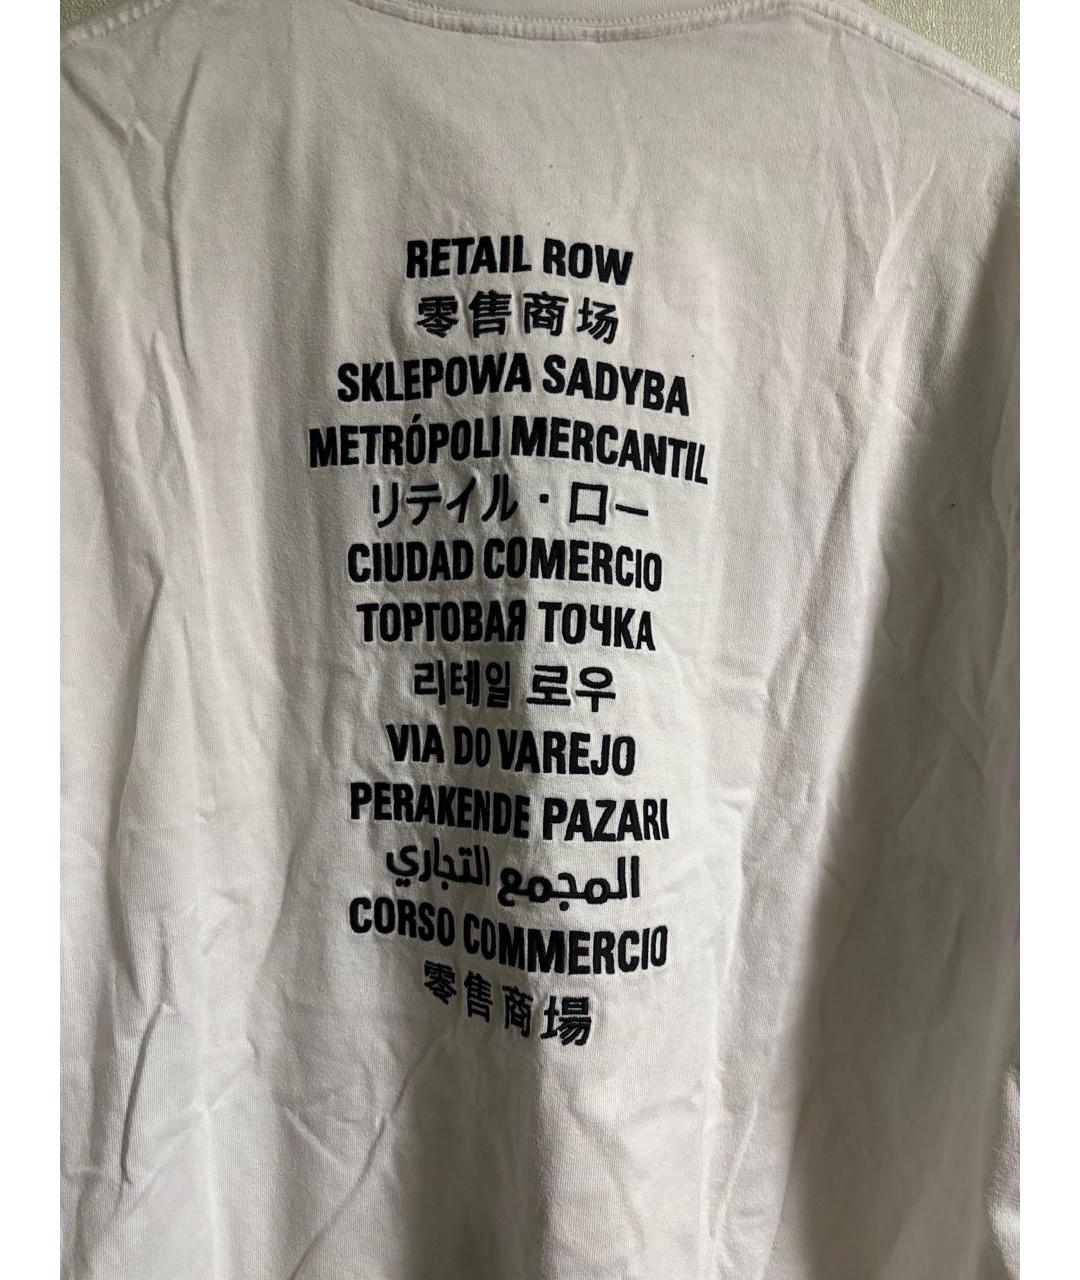 RETAIL ROW
零售商场
SKLEPOWA SADYBA
METRÓPOLI MERCANTIL
リテイル・ロー
CIUDAD COMERCIO
ТОРГОВАЯ ТОЧКА
리테일 로우
VIA DO VAREJO
PERAKENDE PAZARI
المجمع التجاري
CORSO COMMERCIO
零售商場